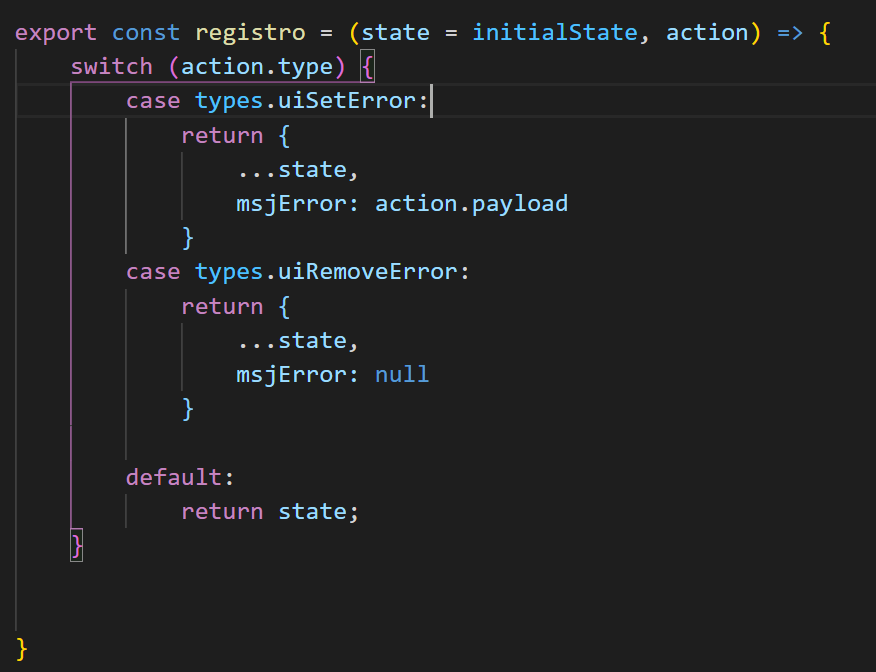 export const registro = (state = initialState, action) => {
    switch (action.type) {
        case types.uiSetError:
            return {
                ...state,
                msjError: action.payload
            }
        case types.uiRemoveError:
            return {
                ...state,
                msjError: null
            }
        default:
            return state;
    }
}